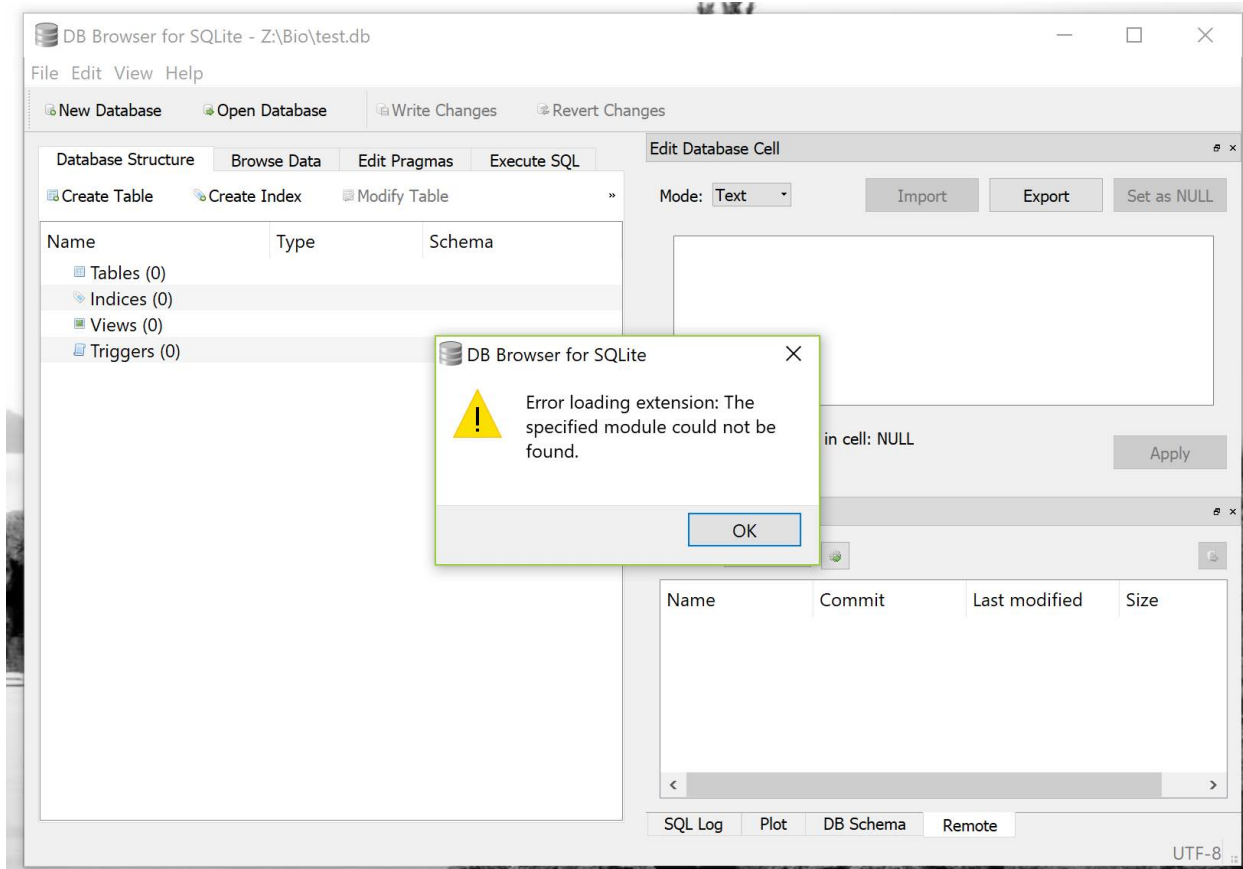 DB Browser for SQLite - Z:\Bio\test.db
File Edit View Help
New Database Open Database Write Changes Revert Changes
Database Structure Browse Data Edit Pragmas Execute SQL
Create Table Create Index Modify Table »
Name Type Schema
Tables (0)
Indices (0)
Views (0)
Triggers (0)
Edit Database Cell
Mode: Text Import Export Set as NULL
in cell: NULL
Apply
DB Browser for SQLite
Error loading extension: The
specified module could not be
found.
OK
Name Commit Last modified Size
SQL Log Plot DB Schema Remote
UTF-8